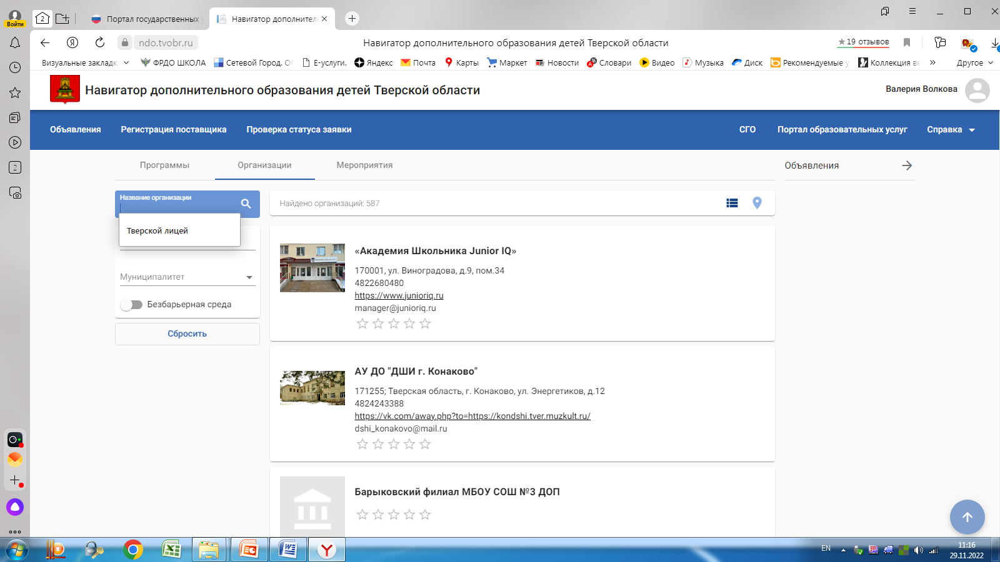 2
Портал государственных у
Навигатор дополнител
Войти
Я
ndo.tvobr.ru
Навигатор дополнительного образования детей Тверской области
19 отзывов
Визуальные закладк
ФРДО ШКОЛА
Сетевой Город. О
Е-услуги.
Яндекс
Почта
Карты
Маркет
Новости
Словари
Видео
Музыка
Диск
Рекомендуемые у
Коллекция ве
»
Другое
Навигатор дополнительного образования детей Тверской области
Валерия Волкова
Объявления
Регистрация поставщика
Проверка статуса заявки
СГО
Портал образовательных услуг
Справка
2
Программы
Организации
Мероприятия
Объявления
Название организации
Тверской лицей
Муниципалитет
Безбарьерная среда
Сбросить
Найдено организаций: 587
«Академия Школьника Junior IQ»
170001, ул. Виноградова, д.9, пом.34
4822680480
https://www.junioriq.ru
manager@junioriq.ru
АУ ДО "ДШИ г. Конаково"
171255; Тверская область, г. Конаково, ул. Энергетиков, д.12
4824243388
https://vk.com/away.php?to=https://kondshi.tver.muzkult.ru/
dshi_konakovo@mail.ru
Барыковский филиал МБОУ СОШ №3 ДОП
EN
11:16
29.11.2022